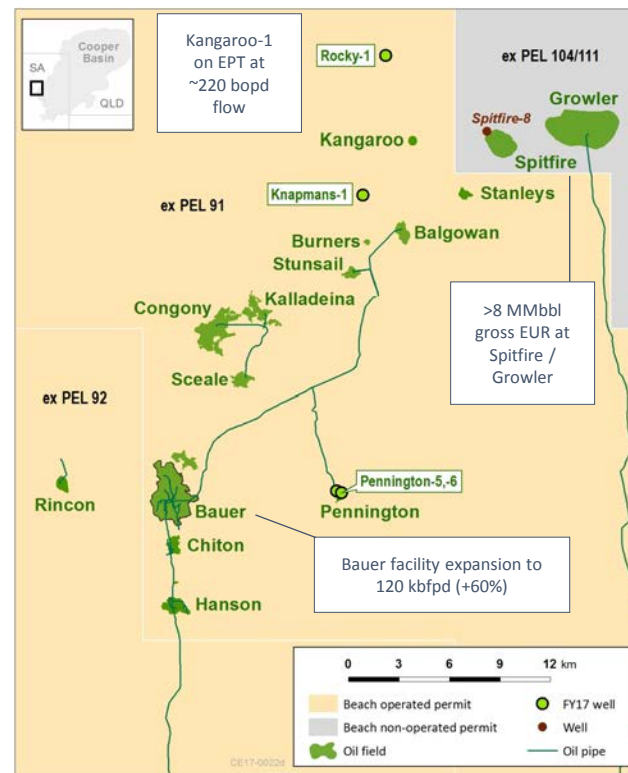 Cooper
Basin
SA
QLD
Kangaroo-1
on EPT at
~220 bopd
flow
Rocky-1
ex PEL 104/111
Growler
Spitfire-8
Kangaroo
Spitfire
Knapmans-1
Stanleys
ex PEL 91
Burners
Balgowan
Stunsail
Kalladeina
Congony
>8 MMbbl
gross EUR at
Spitfire /
Growler
Sceale
ex PEL 92
Pennington-5,-6
Rincon
Bauer
Pennington
Chiton
Bauer facility expansion to
120 kbfpd (+60%)
Hanson
0 3 6 9 12 km
Beach operated permit
FY17 well
Beach non-operated permit
Well
Oil field
Oil pipe
CE17-0022d